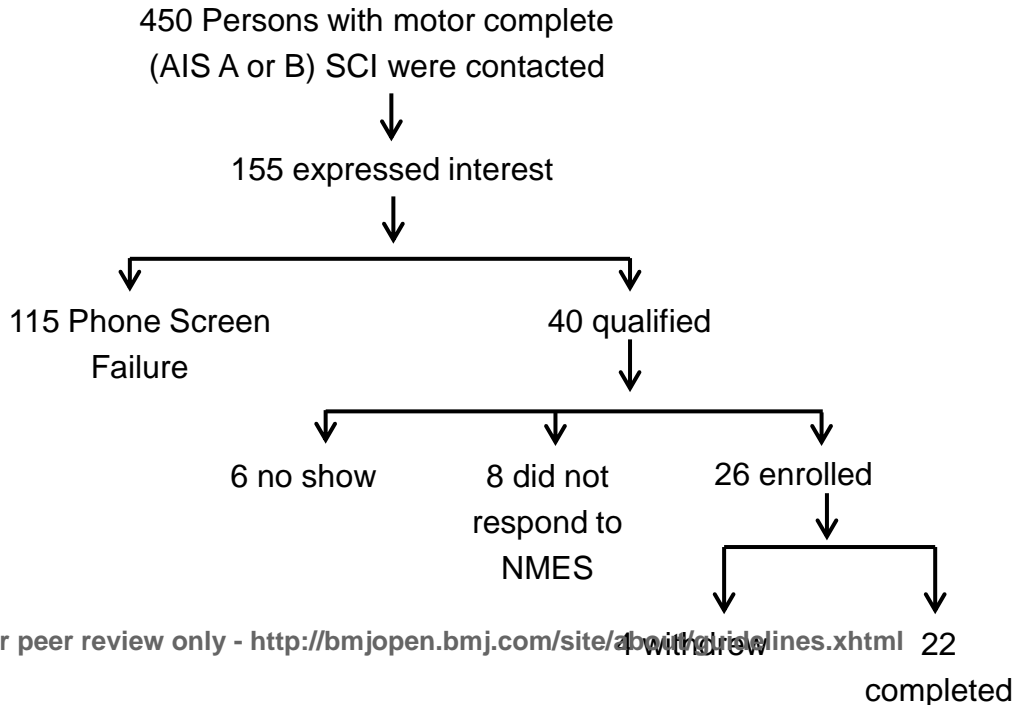 450 Persons with motor complete
(AIS A or B) SCI were contacted
155 expressed interest
115 Phone Screen
Failure
40 qualified
6 no show
8 did not
respond to
NMES
26 enrolled
4 withdrew
22
completed
r peer review only - http://bmjopen.bmj.com/site/about/guidelines.xhtml